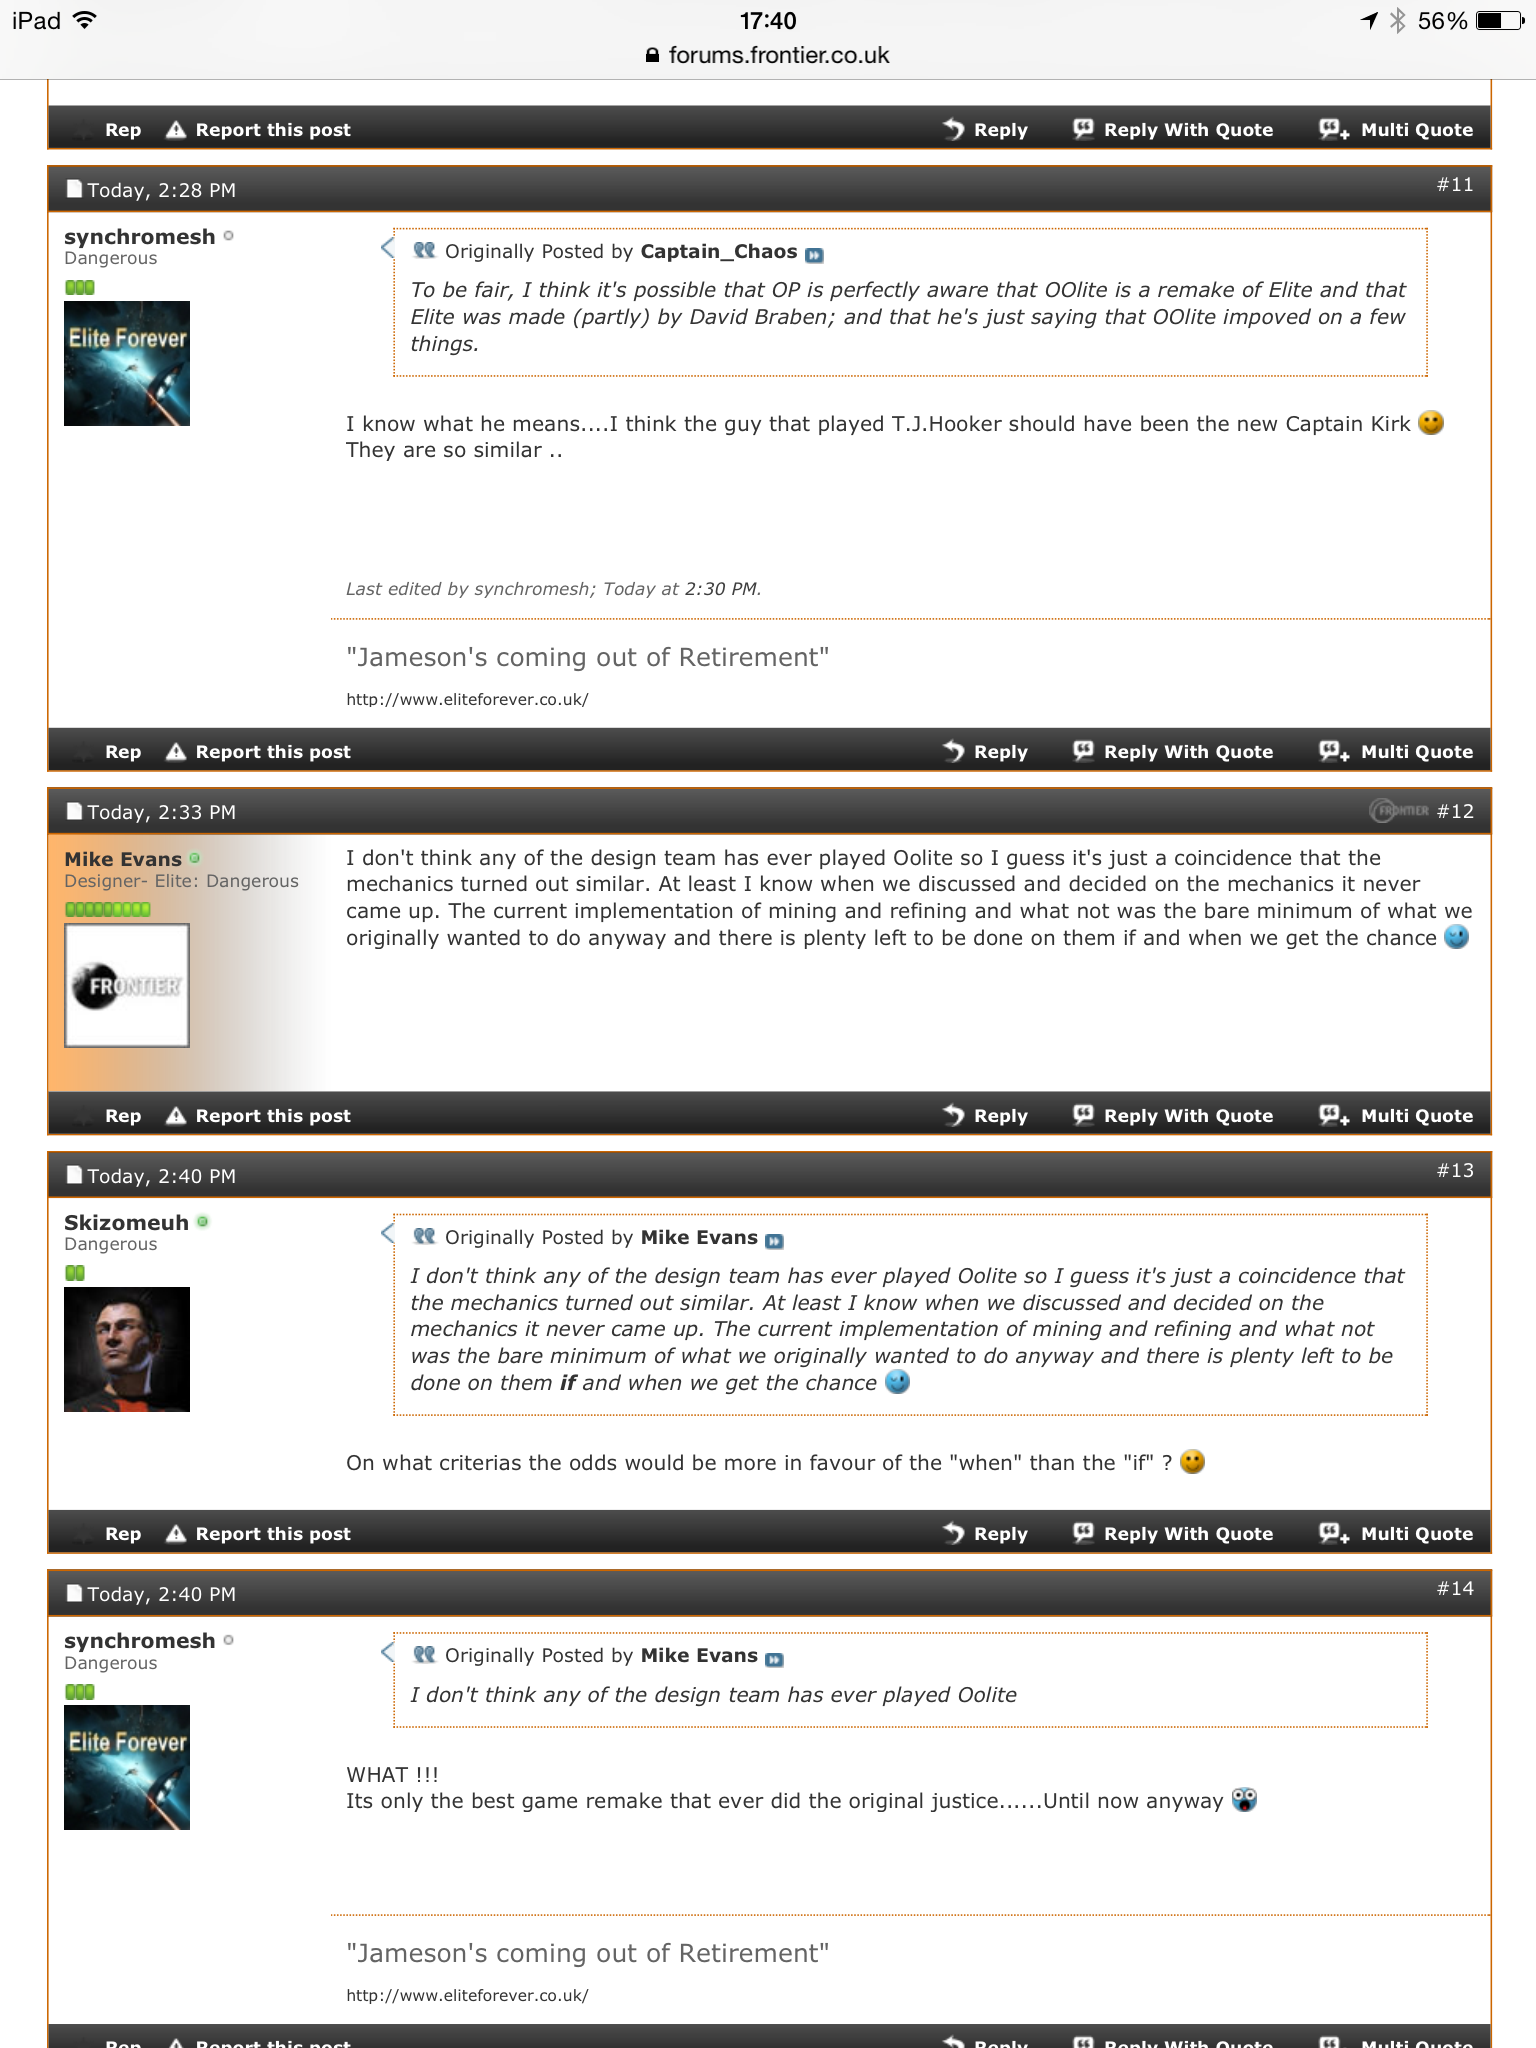 iPad 17:40 56%
forums.frontier.co.uk
Rep Report this post Reply Reply With Quote Multi Quote
Today, 2:28 PM #11
synchromesh
Dangerous
Elite Forever
Originally Posted by Captain_Chaos
To be fair, I think it's possible that OP is perfectly aware that OOlite is a remake of Elite and that
Elite was made (partly) by David Braben; and that he's just saying that OOlite impoved on a few
things.
I know what he means....I think the guy that played T.J.Hooker should have been the new Captain Kirk
They are so similar ..
Last edited by synchromesh; Today at 2:30 PM.
"Jameson's coming out of Retirement"
http://www.eliteforever.co.uk/
Rep Report this post Reply Reply With Quote Multi Quote
Today, 2:33 PM FRONTIER #12
Mike Evans
Designer- Elite: Dangerous
FRONTIER
I don't think any of the design team has ever played Oolite so I guess it's just a coincidence that the
mechanics turned out similar. At least I know when we discussed and decided on the mechanics it never
came up. The current implementation of mining and refining and what not was the bare minimum of what we
originally wanted to do anyway and there is plenty left to be done on them if and when we get the chance
Rep Report this post Reply Reply With Quote Multi Quote
Today, 2:40 PM #13
Skizomeuh
Dangerous
Originally Posted by Mike Evans
I don't think any of the design team has ever played Oolite so I guess it's just a coincidence that
the mechanics turned out similar. At least I know when we discussed and decided on the
mechanics it never came up. The current implementation of mining and refining and what not
was the bare minimum of what we originally wanted to do anyway and there is plenty left to be
done on them if and when we get the chance
On what criterias the odds would be more in favour of the "when" than the "if" ?
Rep Report this post Reply Reply With Quote Multi Quote
Today, 2:40 PM #14
synchromesh
Dangerous
Elite Forever
Originally Posted by Mike Evans
I don't think any of the design team has ever played Oolite
WHAT !!!
Its only the best game remake that ever did the original justice......Until now anyway
"Jameson's coming out of Retirement"
http://www.eliteforever.co.uk/
Rep Report this post Reply Reply With Quote Multi Quote